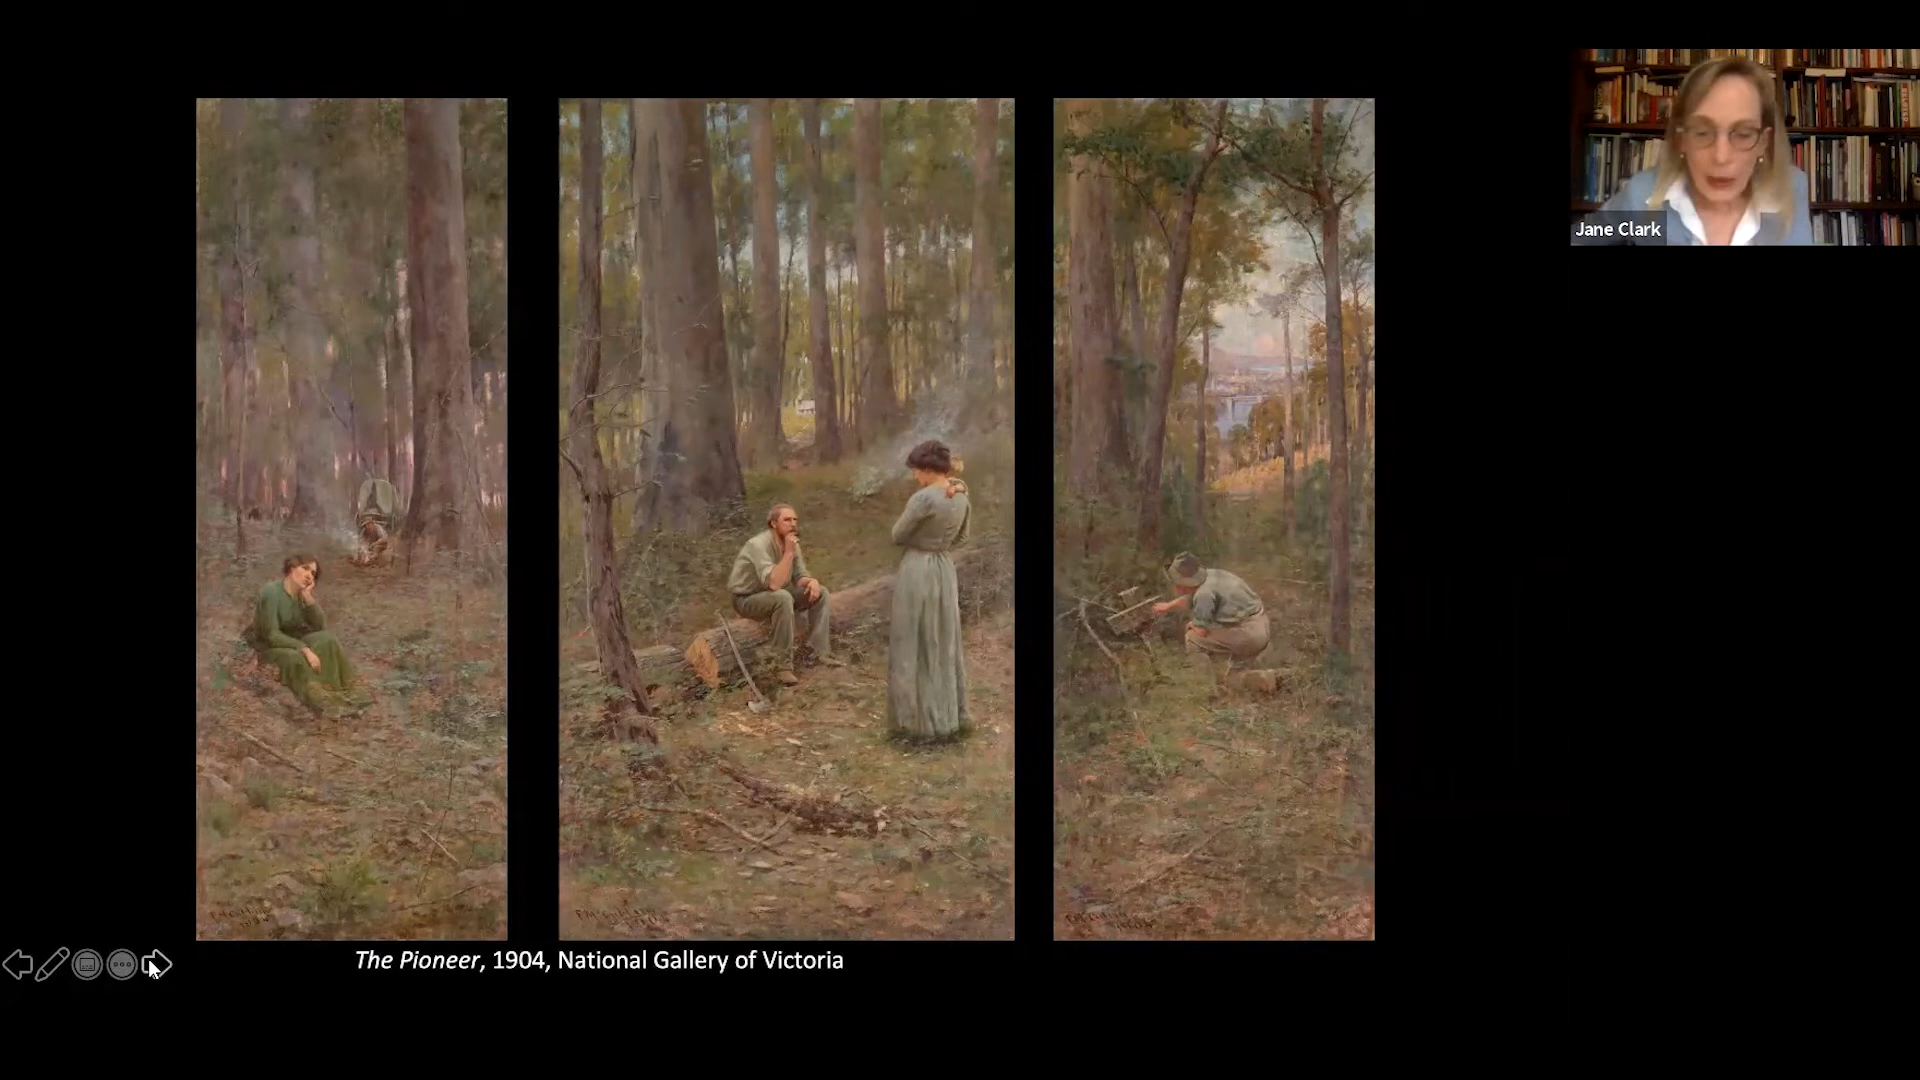 Jane Clark
The Pioneer, 1904, National Gallery of Victoria